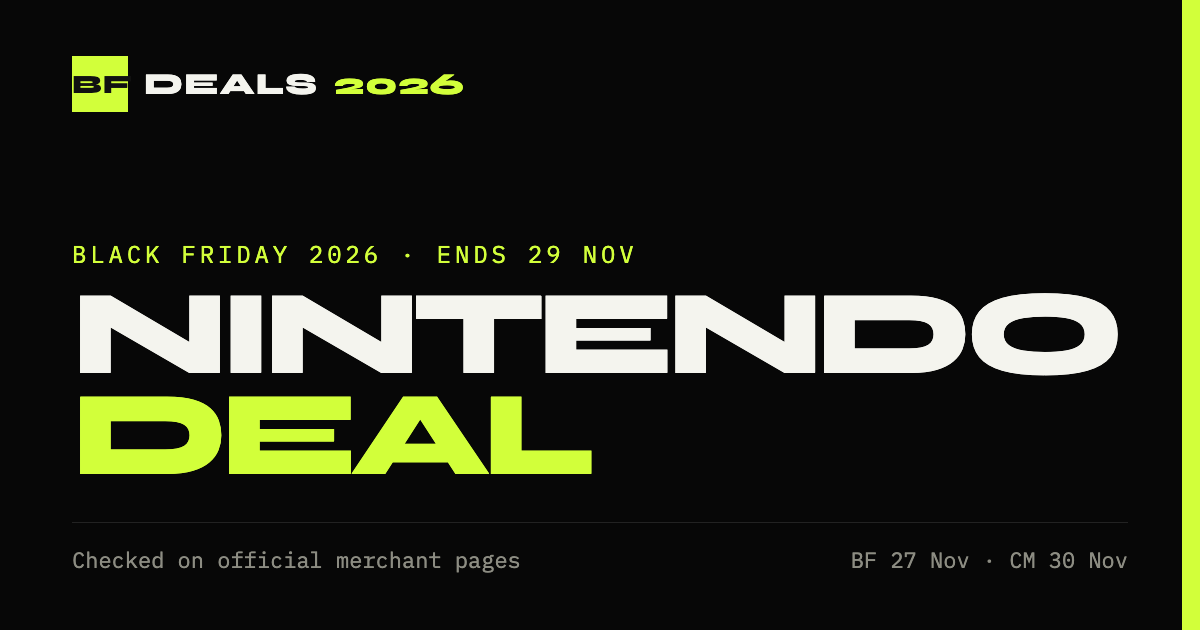 BF DEALS 2026
BLACK FRIDAY 2026 · ENDS 29 NOV
NINTENDO
DEAL
Checked on official merchant pages
BF 27 Nov · CM 30 Nov